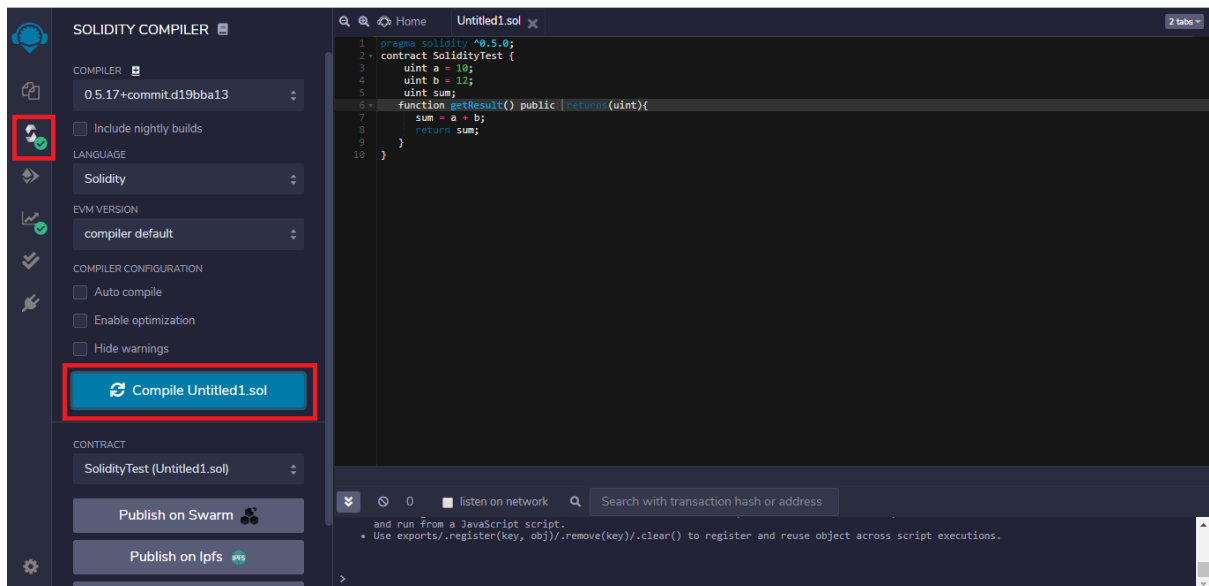 SOLIDITY COMPILER
COMPILER
0.5.17+commit.d19bba13
Include nightly builds
LANGUAGE
Solidity
EVM VERSION
compiler default
COMPILER CONFIGURATION
Auto compile
Enable optimization
Hide warnings
Compile Untitled1.sol
CONTRACT
SolidityTest (Untitled1.sol)
Publish on Swarm
Publish on Ipfs
IPFS
Home Untitled1.sol
2 tabs
1 pragma solidity ^0.5.0;
2 contract SolidityTest {
3 uint a = 10;
4 uint b = 12;
5 uint sum;
6 function getResult() public returns(uint){
7 sum = a + b;
8 return sum;
9 }
10 }
0 listen on network Search with transaction hash or address
and run from a JavaScript script.
• Use exports/.register(key, obj)/.remove(key)/.clear() to register and reuse object across script executions.
>